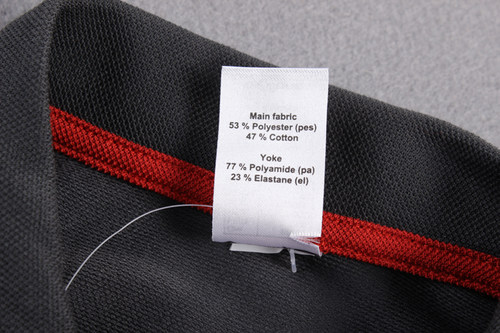 Main fabric
53 % Polyester (pes)
47 % Cotton
Yoke
77 % Polyamide (pa)
23 % Elastane (el)